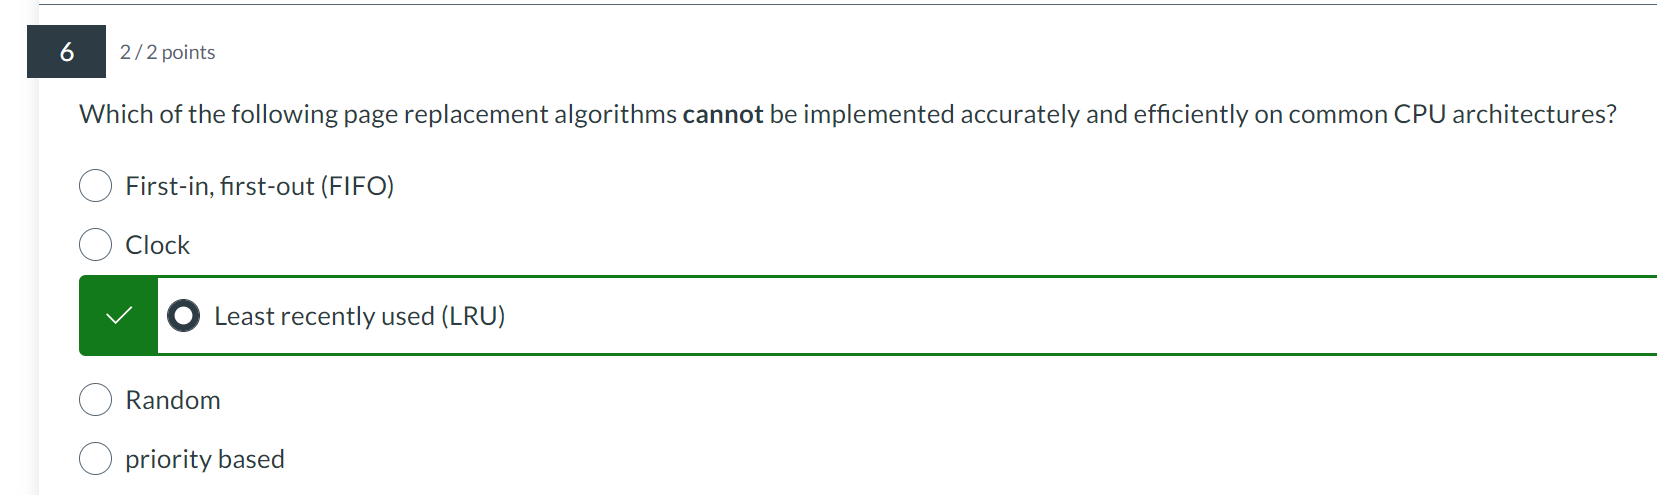 6
2 / 2 points
Which of the following page replacement algorithms cannot be implemented accurately and efficiently on common CPU architectures?
First-in, first-out (FIFO)
Clock
Least recently used (LRU)
Random
priority based